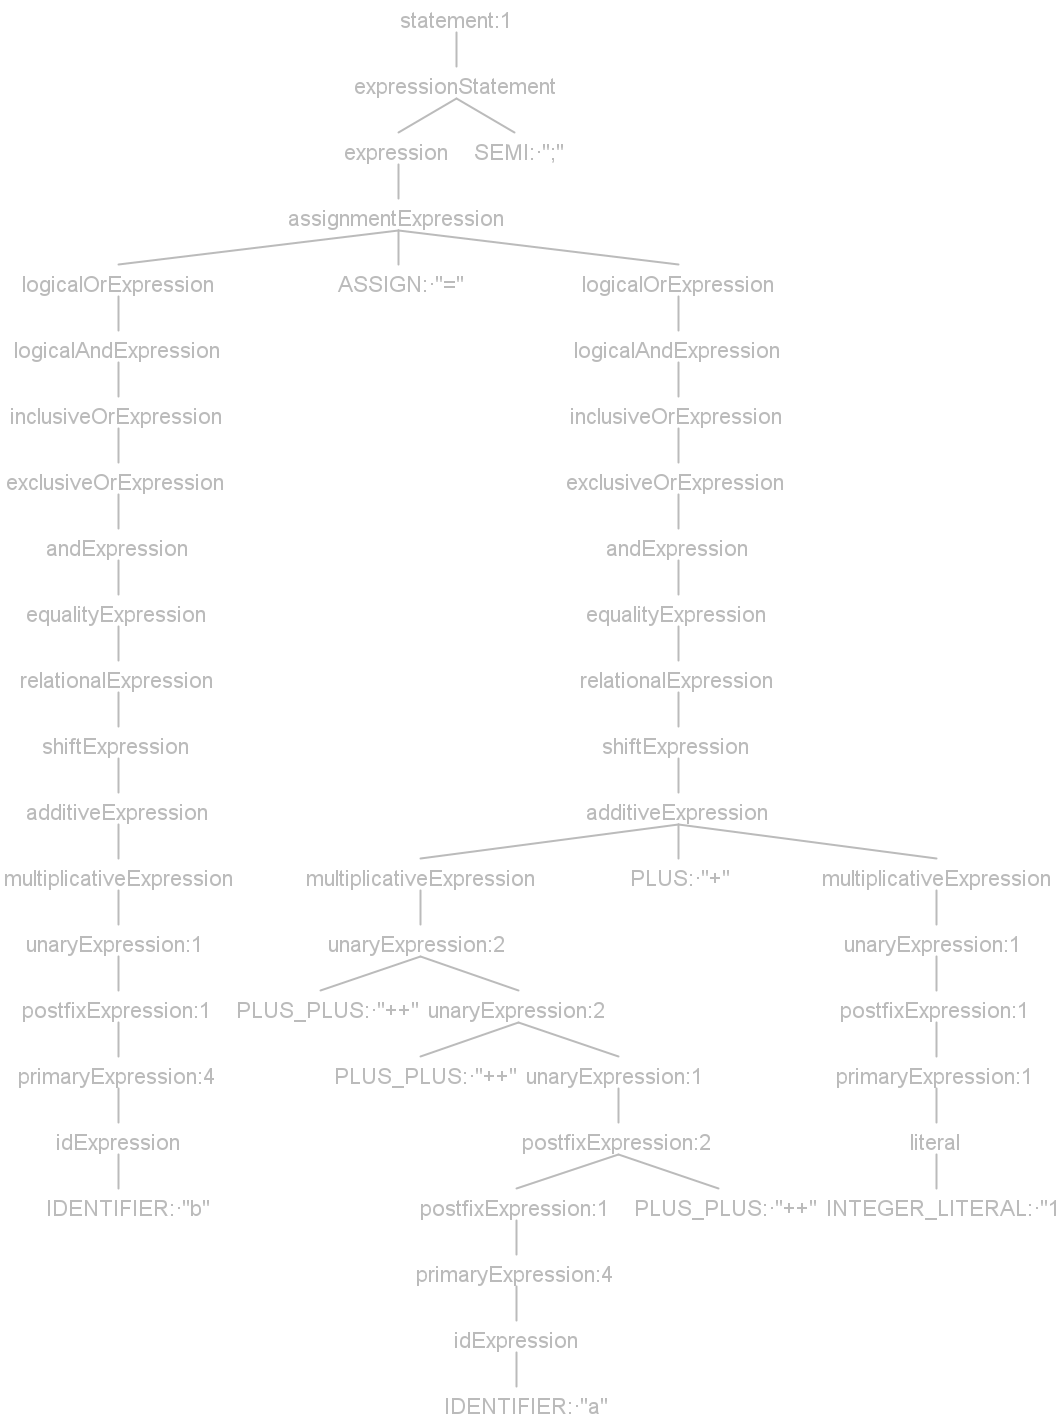 statement:1
expressionStatement
expression SEMI:·";"
assignmentExpression
logicalOrExpression ASSIGN:·"=" logicalOrExpression
logicalAndExpression logicalAndExpression
inclusiveOrExpression inclusiveOrExpression
exclusiveOrExpression exclusiveOrExpression
andExpression andExpression
equalityExpression equalityExpression
relationalExpression relationalExpression
shiftExpression shiftExpression
additiveExpression additiveExpression
multiplicativeExpression multiplicativeExpression PLUS:·"+" multiplicativeExpression
unaryExpression:1 unaryExpression:2 unaryExpression:1
postfixExpression:1 PLUS_PLUS:·"++" unaryExpression:2 postfixExpression:1
primaryExpression:4 PLUS_PLUS:·"++" unaryExpression:1 primaryExpression:1
idExpression postfixExpression:2 literal
IDENTIFIER:·"b" postfixExpression:1 PLUS_PLUS:·"++" INTEGER_LITERAL:·"1
primaryExpression:4
idExpression
IDENTIFIER:·"a"